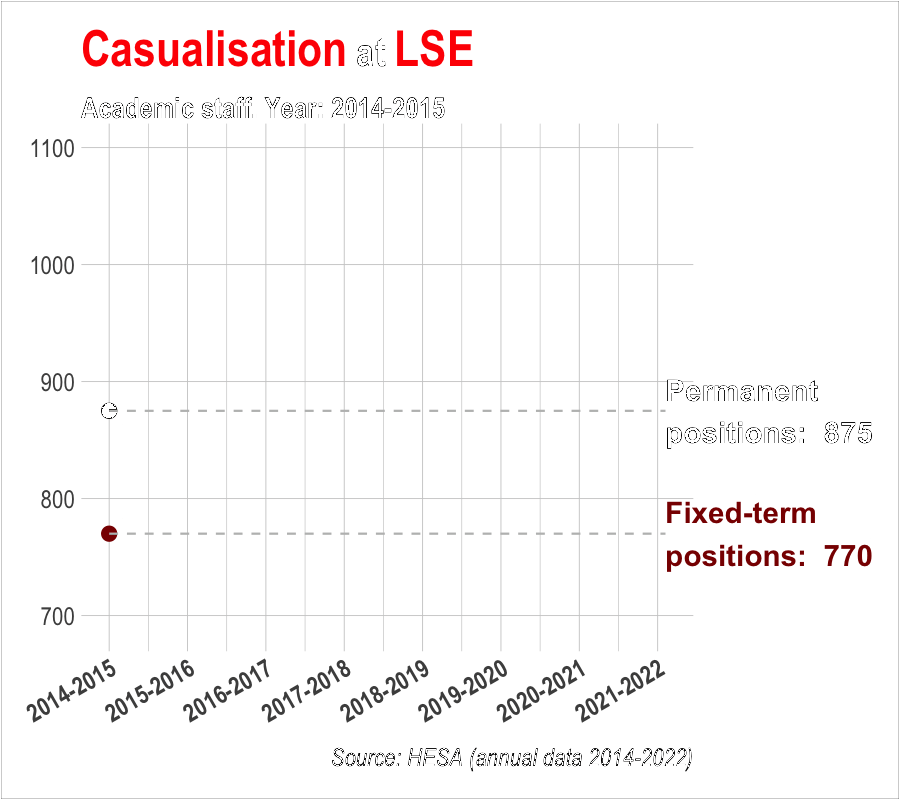 Casualisation at LSE
Academic staff. Year: 2014-2015
1100
1000
900
800
700
Permanent
positions: 875
Fixed-term
positions: 770
2014-2015
2015-2016
2016-2017
2017-2018
2018-2019
2019-2020
2020-2021
2021-2022
Source: HESA (annual data 2014-2022)